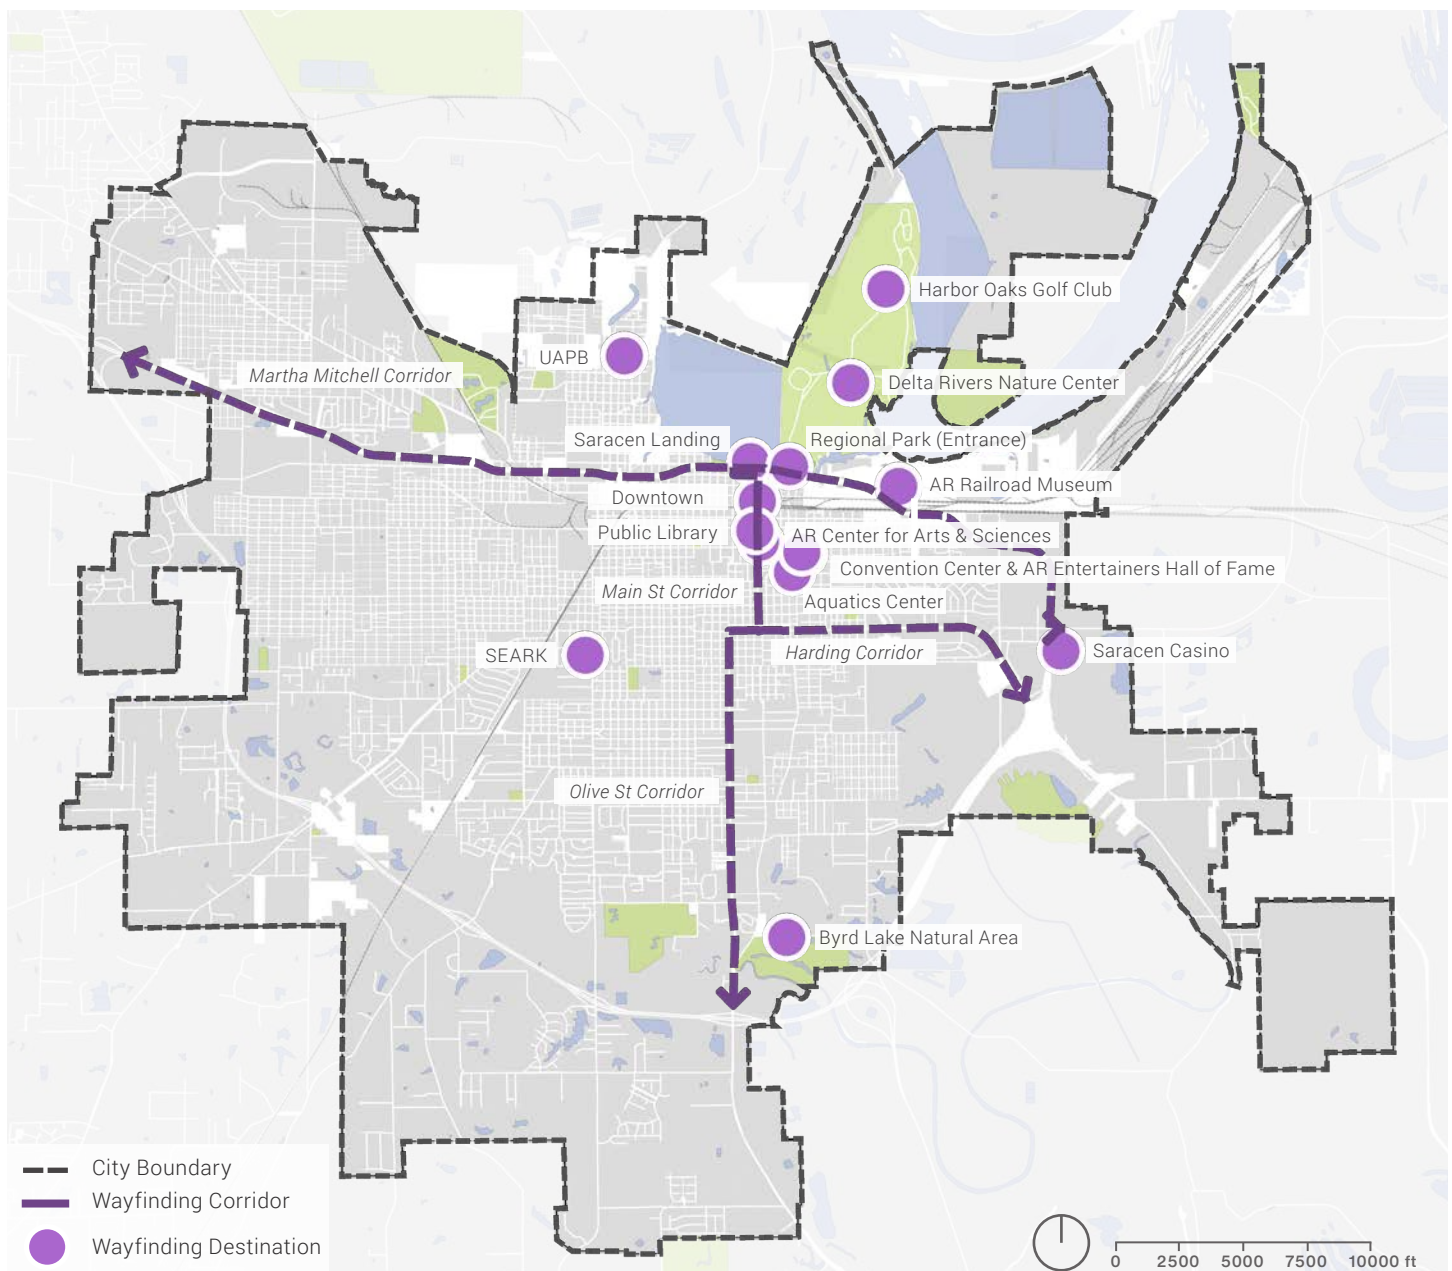 Harbor Oaks Golf Club
UAPB
Martha Mitchell Corridor
Delta Rivers Nature Center
Saracen Landing
Regional Park (Entrance)
AR Railroad Museum
Downtown
Public Library
AR Center for Arts & Sciences
Convention Center & AR Entertainers Hall of Fame
Main St Corridor
Aquatics Center
SEARK
Harding Corridor
Saracen Casino
Olive St Corridor
Byrd Lake Natural Area
City Boundary
Wayfinding Corridor
Wayfinding Destination
0 2500 5000 7500 10000 ft